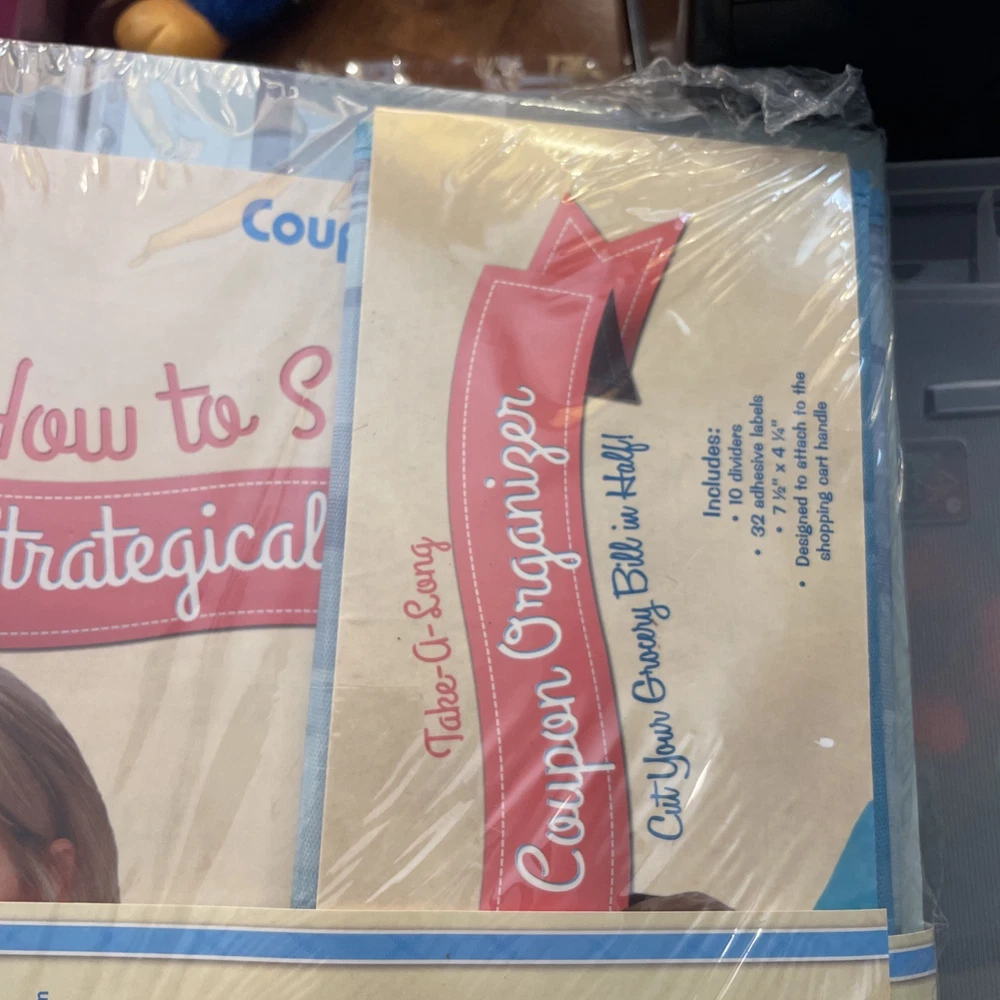 Coup
How to S
trategical
Take-A-Long
Coupon Organizer
Cut Your Grocery Bill in Half!
Includes:
• 10 dividers
• 32 adhesive labels
• 7 ½" x 4 ¼"
• Designed to attach to the
shopping cart handle
n